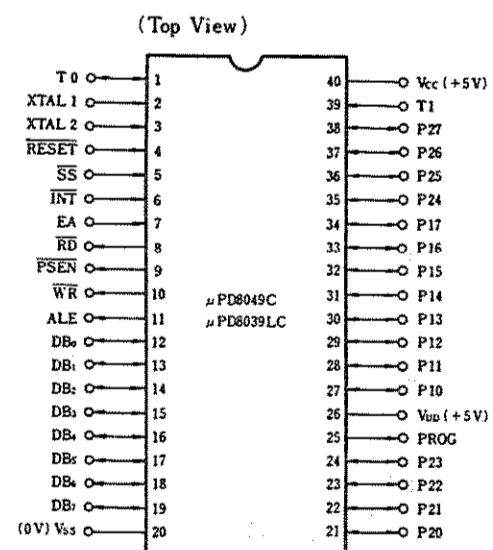 (Top View)
T0 1 40 Vcc (+5V)
XTAL 1 2 39 T1
XTAL 2 3 38 P27
RESET 4 37 P26
SS 5 36 P25
INT 6 35 P24
EA 7 34 P17
RD 8 33 P16
PSEN 9 32 P15
WR 10 31 P14
ALE 11 30 P13
μPD8049C
μPD8039LC
DB₀ 12 29 P12
DB₁ 13 28 P11
DB₂ 14 27 P10
DB₃ 15 26 VDD (+5V)
DB₄ 16 25 PROG
DB₅ 17 24 P23
DB₆ 18 23 P22
DB₇ 19 22 P21
(0V) Vss 20 21 P20